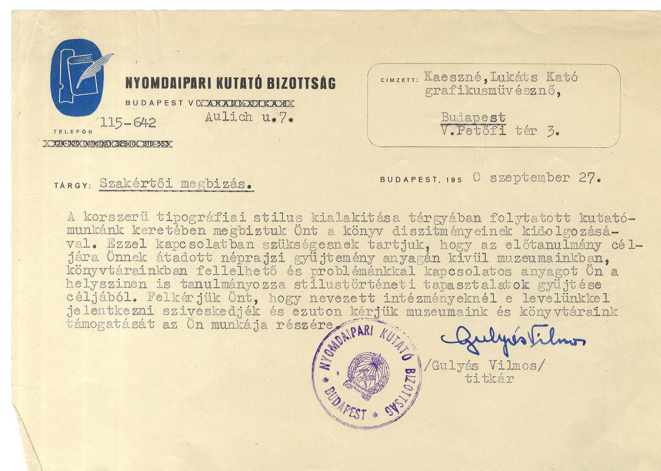 NYOMDAIPARI KUTATÓ BIZOTTSÁG
BUDAPEST V
Aulich u.7.
TELEFON
115-642
CIMZETT: Kaeszné,Lukáts Kató
grafikusmüvésznő,
Budapest
V.Petőfi tér 3.
TÁRGY: Szakértői megbizás.
BUDAPEST, 195 0 szeptember 27.
A korszerü tipográfiai stilus kialakitása tárgyában folytatott kutató-
munkánk keretében megbiztuk Önt a könyv diszitményeinek kidolgozásá-
val. Ezzel kapcsolatban szükségesnek tartjuk, hogy az előtanulmány cél-
jára Önnek átadott néprajzi gyüjtemény anyagán kivül muzeumainkban,
könyvtárainkban fellelhető és problémánkkal kapcsolatos anyagot Ön a
helyszinen is tanulmányozza stilustörténeti tapasztalatok gyüjtése
céljából. Felkérjük Önt, hogy nevezett intézményeknél e levelünkkel
jelentkezni sziveskedjék és ezuton kérjük muzeumaink és könyvtáraink
támogatását az Ön munkája részére.
Gulyés Vilmos
/Gulyés Vilmos/
titkár
NYOMDAIPARI KUTATÓ BIZOTTSÁG
* BUDAPEST *